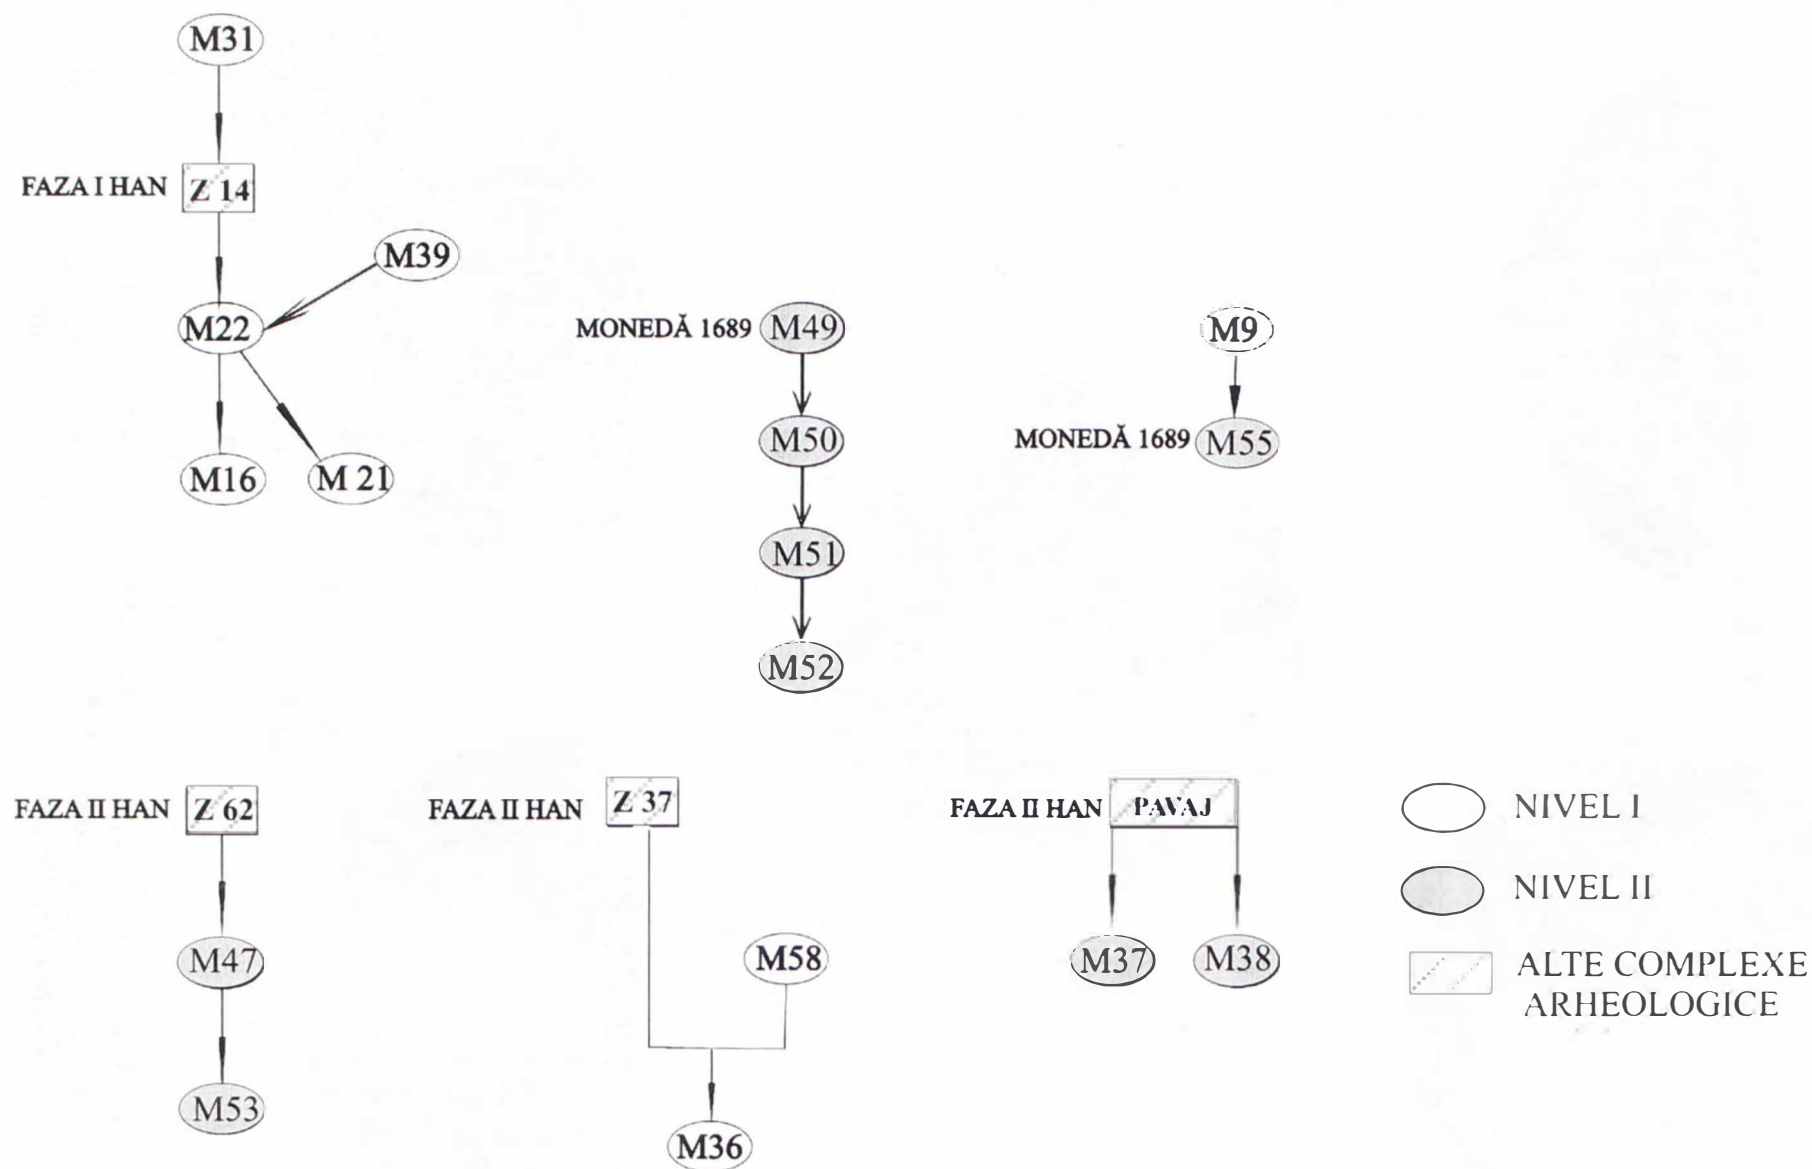 M31
FAZA I HAN
Z 14
M39
M22
M16
M 21
MONEDĂ 1689
M49
M50
M51
M52
M9
MONEDĂ 1689
M55
FAZA II HAN
Z 62
M47
M53
FAZA II HAN
Z 37
M58
M36
FAZA II HAN
PAVAJ
M37
M38
NIVEL I
NIVEL II
ALTE COMPLEXE
ARHEOLOGICE